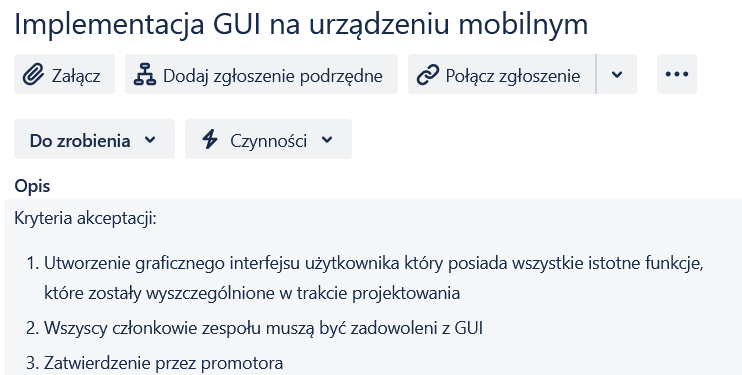 Implementacja GUI na urządzeniu mobilnym
Załącz Dodaj zgłoszenie podrzędne Połącz zgłoszenie
Do zrobienia Czynności
Opis
Kryteria akceptacji:
1. Utworzenie graficznego interfejsu użytkownika który posiada wszystkie istotne funkcje,
które zostały wyszczególnione w trakcie projektowania
2. Wszyscy członkowie zespołu muszą być zadowoleni z GUI
3. Zatwierdzenie przez promotora